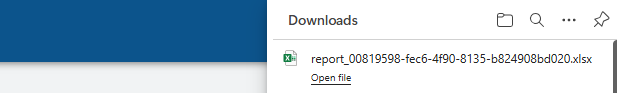 Downloads
report_00819598-fec6-4f90-8135-b824908bd020.xlsx
Open file